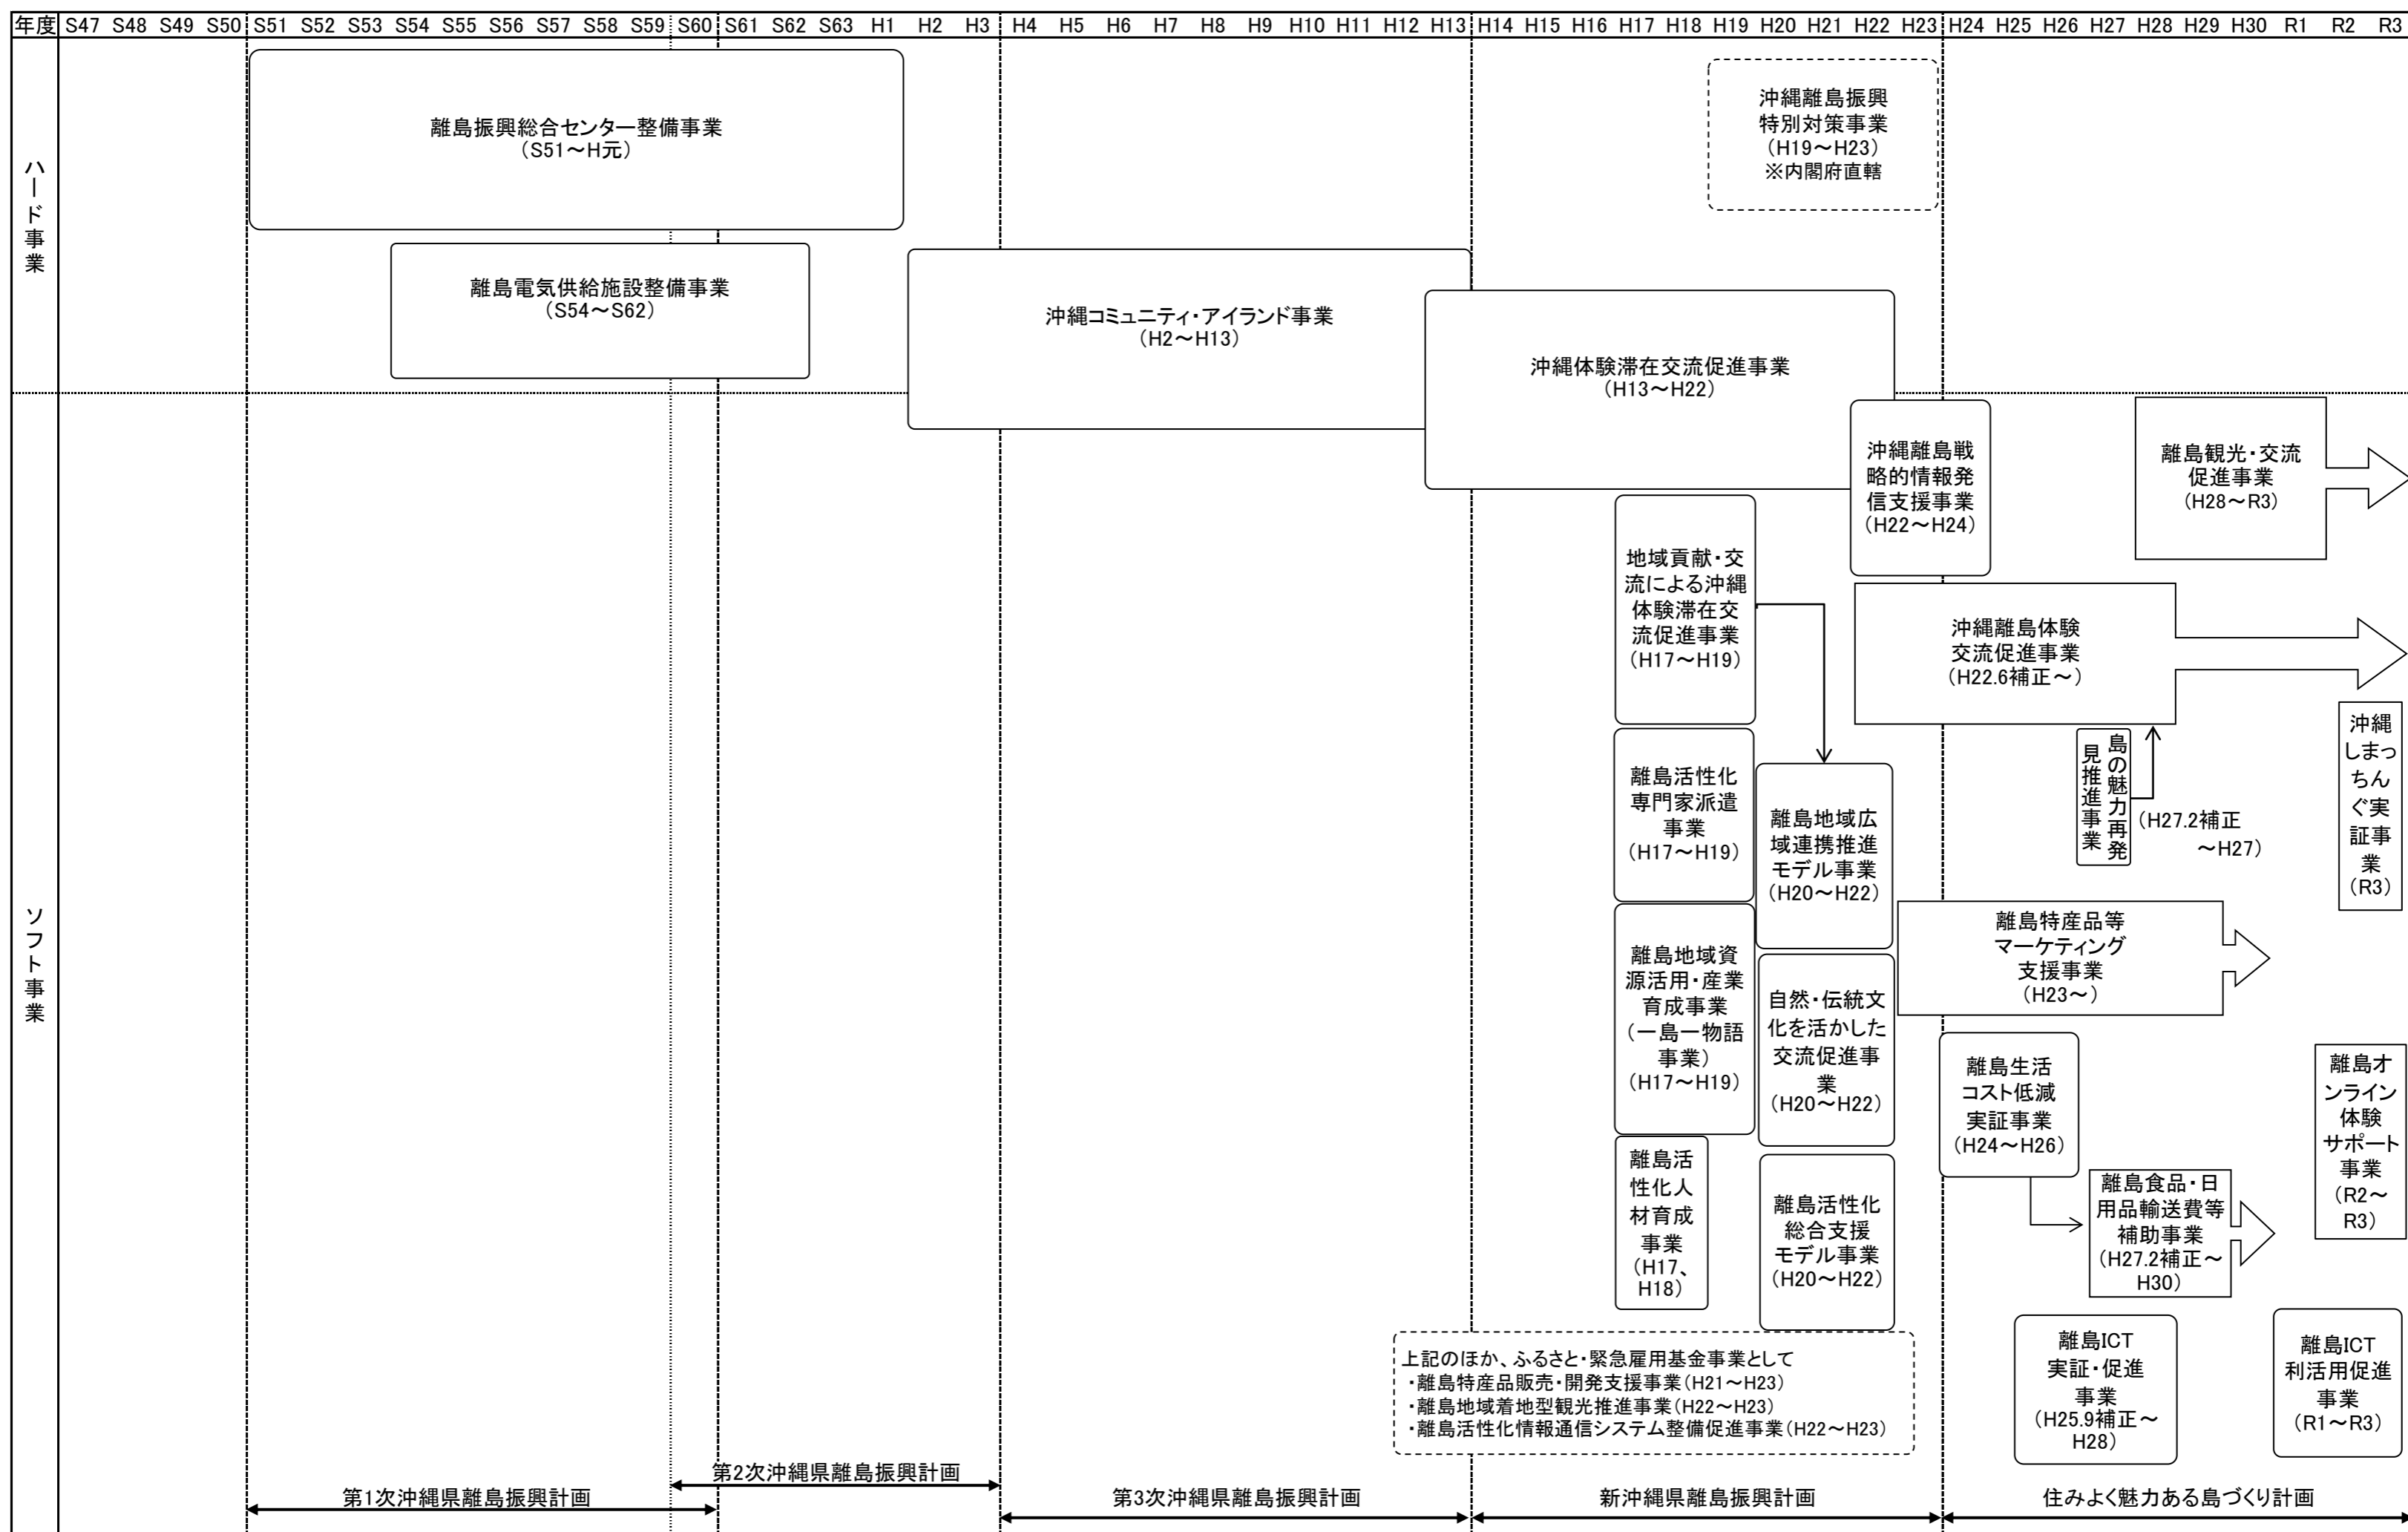 年度 S47 S48 S49 S50 S51 S52 S53 S54 S55 S56 S57 S58 S59 S60 S61 S62 S63 H1 H2 H3 H4 H5 H6 H7 H8 H9 H10 H11 H12 H13 H14 H15 H16 H17 H18 H19 H20 H21 H22 H23 H24 H25 H26 H27 H28 H29 H30 R1 R2 R3
ハード事業
離島振興総合センター整備事業
(S51～H元)
沖縄離島振興
特別対策事業
(H19～H23)
※内閣府直轄
離島電気供給施設整備事業
(S54～S62)
沖縄コミュニティ・アイランド事業
(H2～H13)
沖縄体験滞在交流促進事業
(H13～H22)
ソフト事業
沖縄離島戦
略的情報発
信支援事業
(H22～H24)
離島観光・交流
促進事業
(H28～R3)
地域貢献・交
流による沖縄
体験滞在交
流促進事業
(H17～H19)
沖縄離島体験
交流促進事業
(H22.6補正～)
離島活性化
専門家派遣
事業
(H17～H19)
離島地域広
域連携推進
モデル事業
(H20～H22)
島の魅力再発
見推進事業
(H27.2補正
～H27)
沖縄
しまっ
ちん
ぐ実
証事
業
(R3)
離島地域資
源活用・産業
育成事業
(一島一物語
事業)
(H17～H19)
自然・伝統文
化を活かした
交流促進事
業
(H20～H22)
離島特産品等
マーケティング
支援事業
(H23～)
離島生活
コスト低減
実証事業
(H24～H26)
離島オ
ンライン
体験
サポート
事業
(R2～
R3)
離島活
性化人
材育成
事業
(H17、
H18)
離島活性化
総合支援
モデル事業
(H20～H22)
離島食品・日
用品輸送費等
補助事業
(H27.2補正～
H30)
離島ICT
実証・促進
事業
(H25.9補正～
H28)
離島ICT
利活用促進
事業
(R1～R3)
上記のほか、ふるさと・緊急雇用基金事業として
・離島特産品販売・開発支援事業(H21～H23)
・離島地域着地型観光推進事業(H22～H23)
・離島活性化情報通信システム整備促進事業(H22～H23)
第1次沖縄県離島振興計画
第2次沖縄県離島振興計画
第3次沖縄県離島振興計画
新沖縄県離島振興計画
住みよく魅力ある島づくり計画